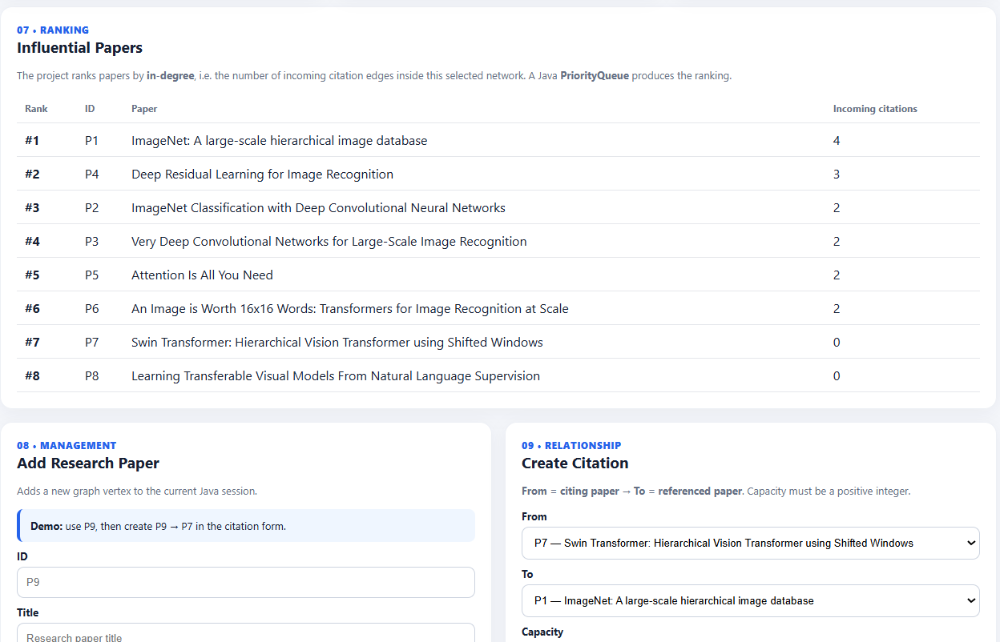 07 • RANKING
Influential Papers
The project ranks papers by in-degree, i.e. the number of incoming citation edges inside this selected network. A Java PriorityQueue produces the ranking.
Rank ID Paper Incoming citations
#1 P1 ImageNet: A large-scale hierarchical image database 4
#2 P4 Deep Residual Learning for Image Recognition 3
#3 P2 ImageNet Classification with Deep Convolutional Neural Networks 2
#4 P3 Very Deep Convolutional Networks for Large-Scale Image Recognition 2
#5 P5 Attention Is All You Need 2
#6 P6 An Image is Worth 16x16 Words: Transformers for Image Recognition at Scale 2
#7 P7 Swin Transformer: Hierarchical Vision Transformer using Shifted Windows 0
#8 P8 Learning Transferable Visual Models From Natural Language Supervision 0
08 • MANAGEMENT
Add Research Paper
Adds a new graph vertex to the current Java session.
Demo: use P9, then create P9 → P7 in the citation form.
ID
P9
Title
Research paper title
09 • RELATIONSHIP
Create Citation
From = citing paper → To = referenced paper. Capacity must be a positive integer.
From
P7 — Swin Transformer: Hierarchical Vision Transformer using Shifted Windows
To
P1 — ImageNet: A large-scale hierarchical image database
Capacity